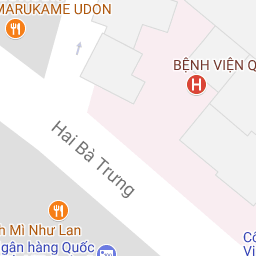 MARUKAME UDON
BỆNH VIỆN Q
H
Hai Bà Trưng
h Mì Như Lan
gân hàng Quốc
Cô
Vi